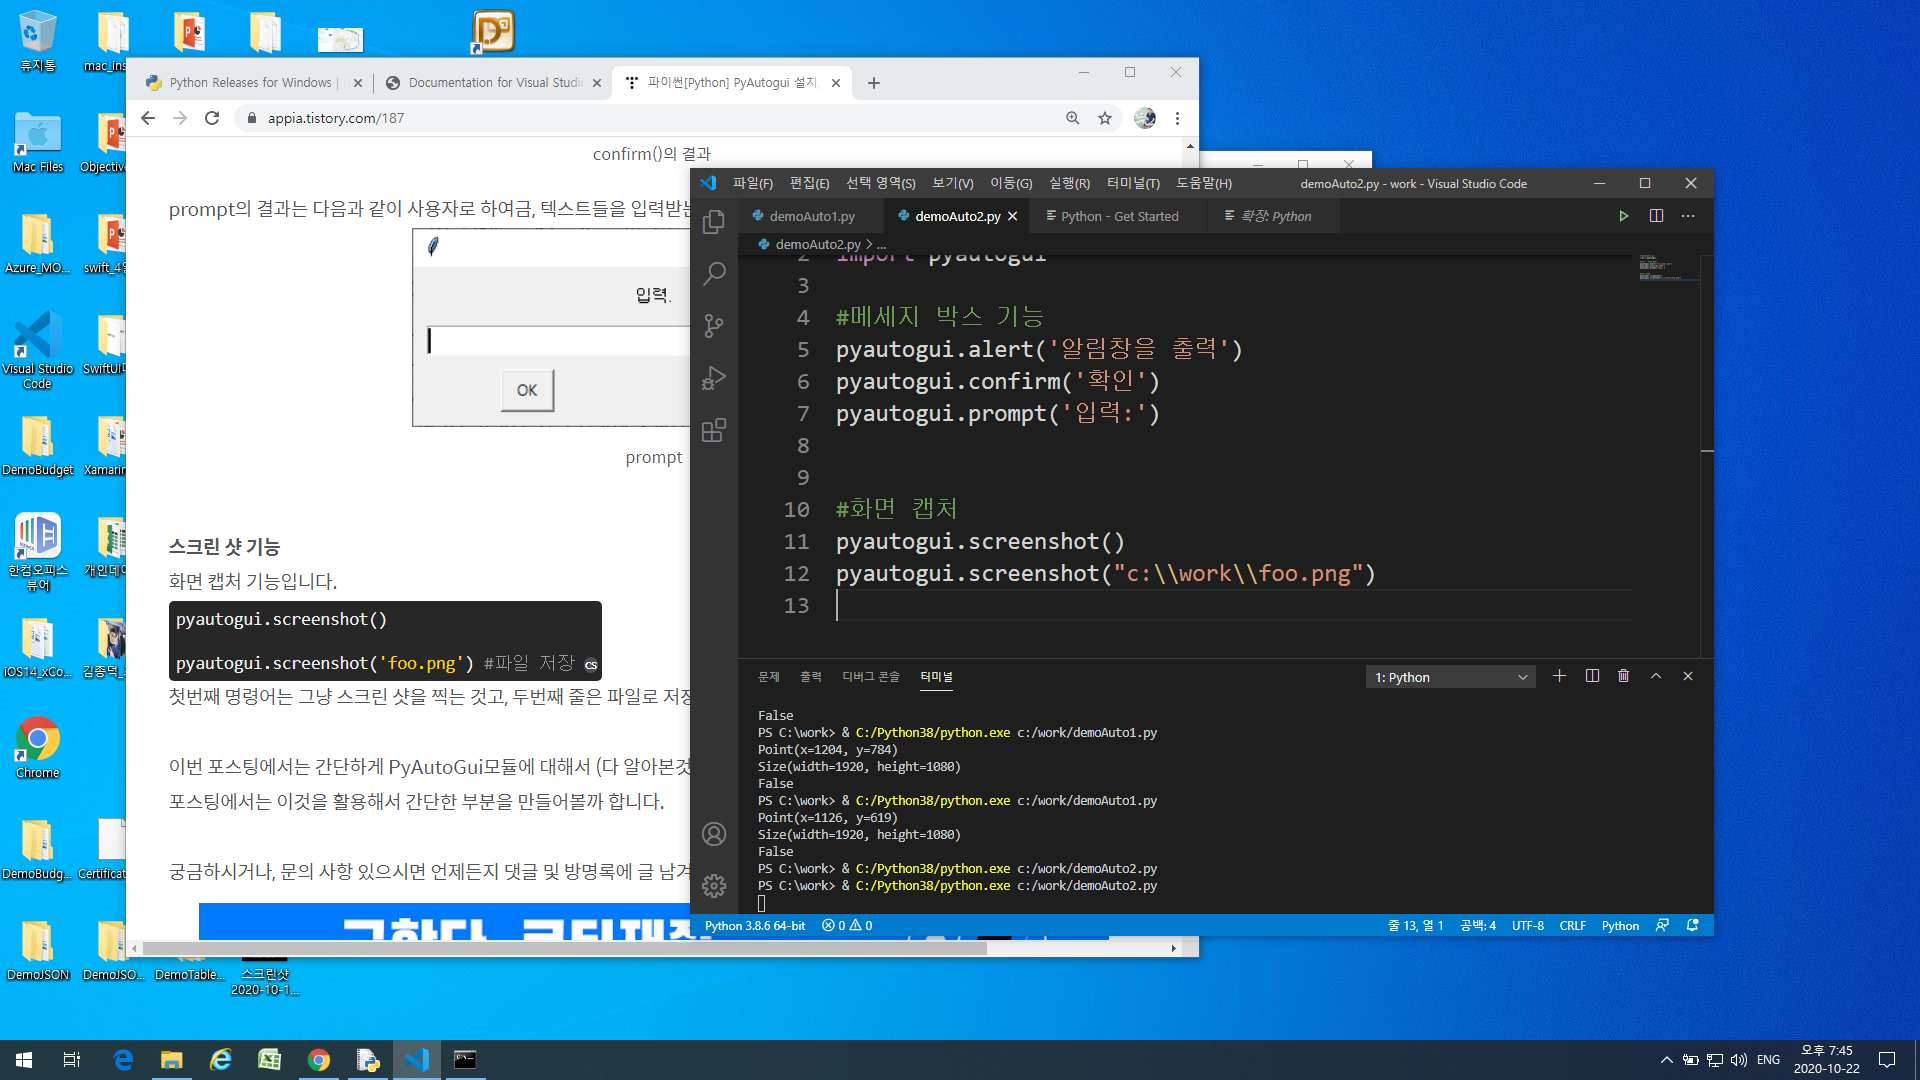 휴지통
mac_ins
Mac Files
Objective
Azure_MO...
swift_4일
Visual Studio Code
SwiftUI다
DemoBudget
Xamarin
한컴오피스 뷰어
개인데이
iOS14_xCo...
김종덕_
Chrome
DemoBudg...
Certificat
DemoJSON
DemoJSO...
DemoTable...
스크린샷
2020-10-1...
Python Releases for Windows |
Documentation for Visual Studi
파이썬[Python] PyAutogui 설치,
appia.tistory.com/187
confirm()의 결과
prompt의 결과는 다음과 같이 사용자로 하여금, 텍스트들을 입력받는
입력.
OK
prompt
스크린 샷 기능
화면 캡처 기능입니다.
pyautogui.screenshot()
pyautogui.screenshot('foo.png') #파일 저장 cs
첫번째 명령어는 그냥 스크린 샷을 찍는 것고, 두번째 줄은 파일로 저장
이번 포스팅에서는 간단하게 PyAutoGui모듈에 대해서 (다 알아본것
포스팅에서는 이것을 활용해서 간단한 부분을 만들어볼까 합니다.
궁금하시거나, 문의 사항 있으시면 언제든지 댓글 및 방명록에 글 남겨
파일(F) 편집(E) 선택 영역(S) 보기(V) 이동(G) 실행(R) 터미널(T) 도움말(H) demoAuto2.py - work - Visual Studio Code
demoAuto1.py demoAuto2.py Python - Get Started 확장: Python
demoAuto2.py > ...
2 import pyautogui
3
4 #메세지 박스 기능
5 pyautogui.alert('알림창을 출력')
6 pyautogui.confirm('확인')
7 pyautogui.prompt('입력:')
8
9
10 #화면 캡처
11 pyautogui.screenshot()
12 pyautogui.screenshot("c:\\work\\foo.png")
13
문제 출력 디버그 콘솔 터미널 1: Python
False
PS C:\work> & C:/Python38/python.exe c:/work/demoAuto1.py
Point(x=1204, y=784)
Size(width=1920, height=1080)
False
PS C:\work> & C:/Python38/python.exe c:/work/demoAuto1.py
Point(x=1126, y=619)
Size(width=1920, height=1080)
False
PS C:\work> & C:/Python38/python.exe c:/work/demoAuto2.py
PS C:\work> & C:/Python38/python.exe c:/work/demoAuto2.py
Python 3.8.6 64-bit 0 0 줄 13, 열 1 공백: 4 UTF-8 CRLF Python
ENG
오후 7:45
2020-10-22